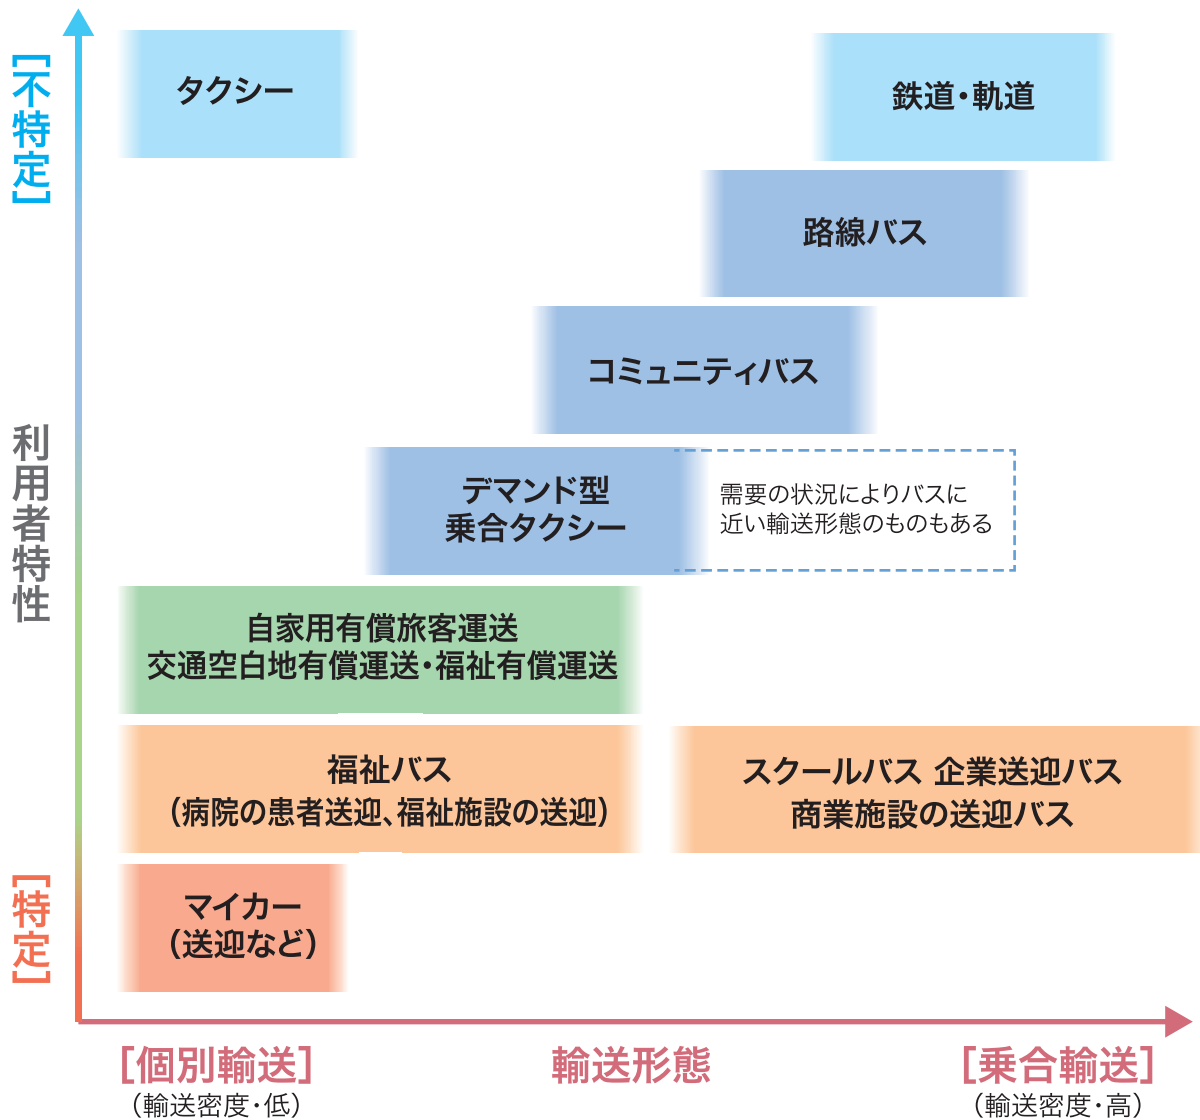 ［不特定］
利用者特性
［特定］
タクシー
鉄道・軌道
路線バス
コミュニティバス
デマンド型
乗合タクシー
需要の状況によりバスに
近い輸送形態のものもある
自家用有償旅客運送
交通空白地有償運送・福祉有償運送
福祉バス
（病院の患者送迎、福祉施設の送迎）
スクールバス 企業送迎バス
商業施設の送迎バス
マイカー
（送迎など）
［個別輸送］
（輸送密度・低）
輸送形態
［乗合輸送］
（輸送密度・高）